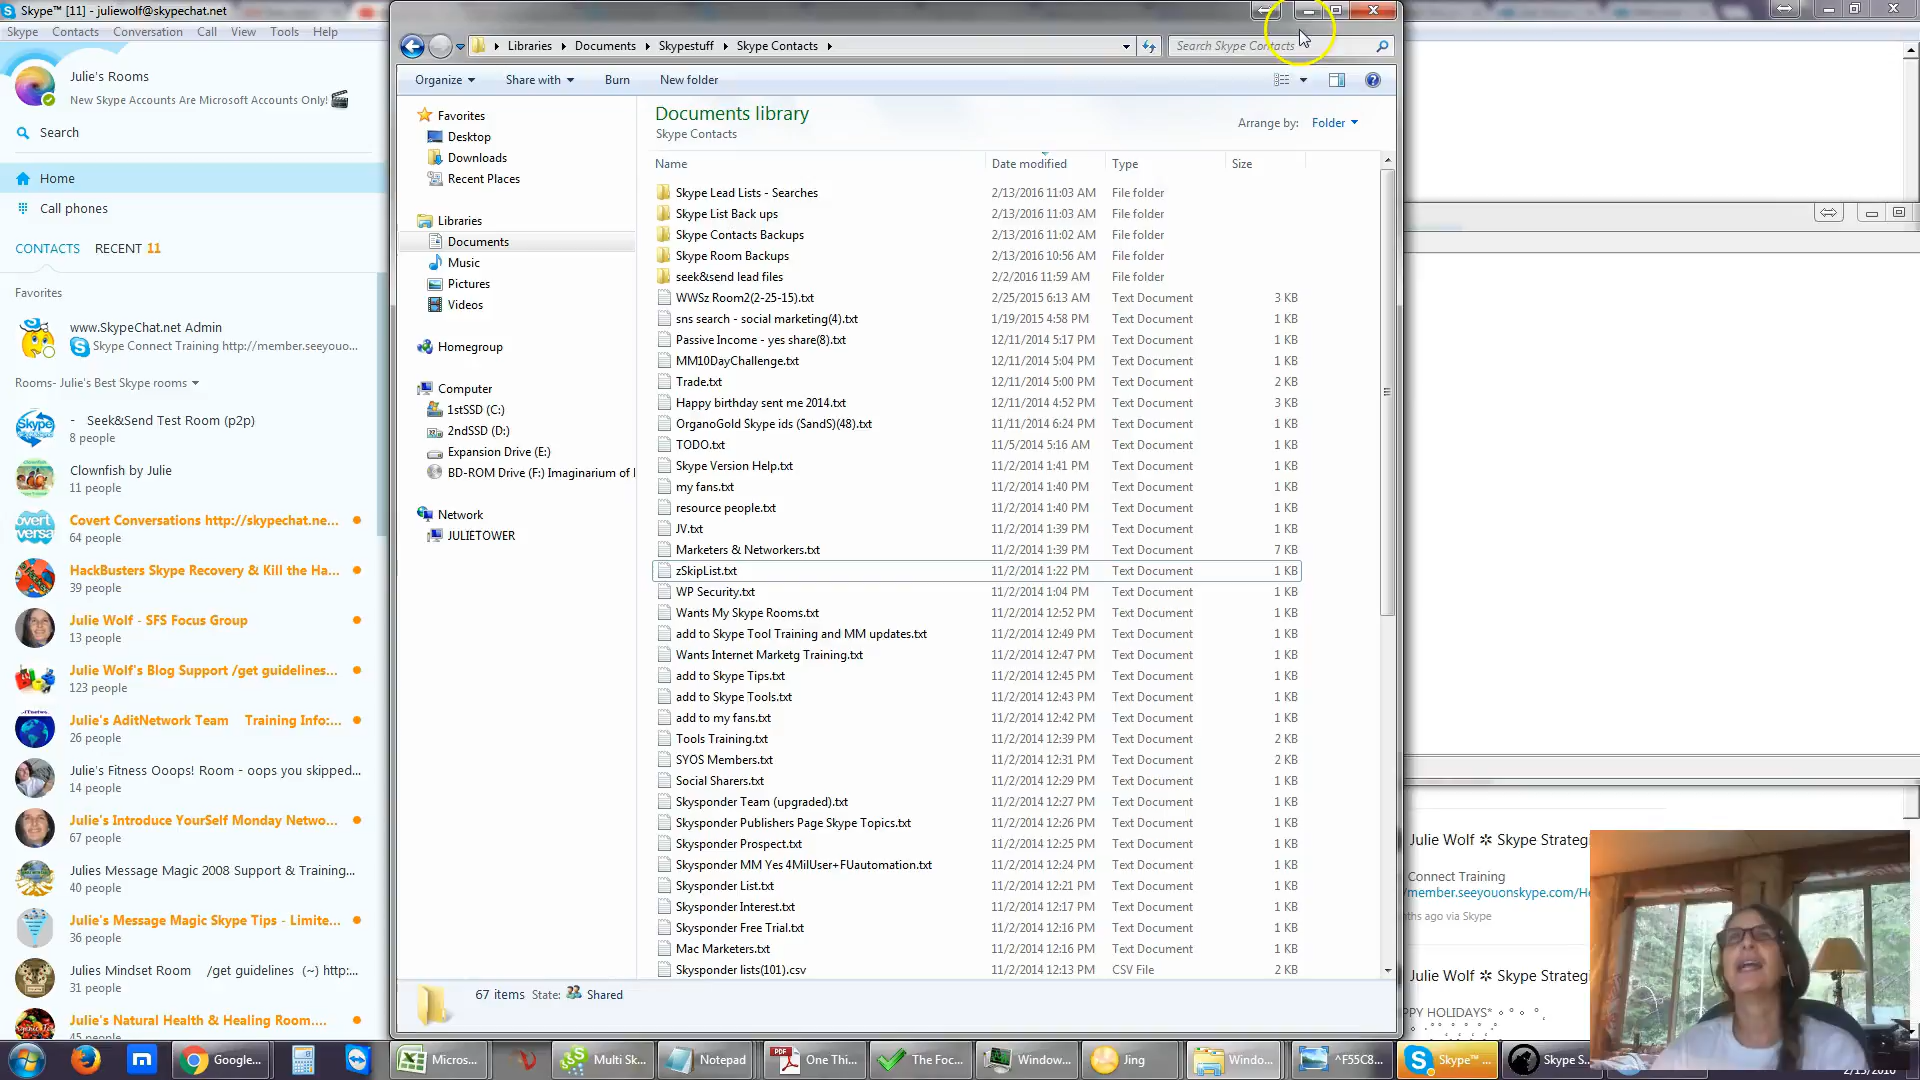 Skype™ [11] - juliewolf@skypechat.net
Skype Contacts Conversation Call View Tools Help
Julie's Rooms
New Skype Accounts Are Microsoft Accounts Only!
Search
Home
Call phones
CONTACTS RECENT 11
Favorites
www.SkypeChat.net Admin
Skype Connect Training http://member.seeyouo...
Rooms- Julie's Best Skype rooms
- Seek&Send Test Room (p2p)
8 people
Clownfish by Julie
11 people
Covert Conversations http://skypechat.ne...
64 people
HackBusters Skype Recovery & Kill the Ha...
39 people
Julie Wolf - SFS Focus Group
13 people
Julie Wolf's Blog Support /get guidelines...
123 people
Julie's AditNetwork Team Training Info:...
26 people
Julie's Fitness Ooops! Room - oops you skipped...
14 people
Julie's Introduce YourSelf Monday Netwo...
67 people
Julies Message Magic 2008 Support & Training...
40 people
Julie's Message Magic Skype Tips - Limite...
36 people
Julies Mindset Room /get guidelines (~) http:...
31 people
Julie's Natural Health & Healing Room....
45 people
Libraries Documents Skypestuff Skype Contacts
Search Skype Contacts
Organize Share with Burn New folder
Favorites
Desktop
Downloads
Recent Places
Libraries
Documents
Music
Pictures
Videos
Homegroup
Computer
1stSSD (C:)
2ndSSD (D:)
Expansion Drive (E:)
BD-ROM Drive (F:) Imaginarium of
Network
JULIETOWER
Documents library
Skype Contacts
Arrange by: Folder
Name Date modified Type Size
Skype Lead Lists - Searches 2/13/2016 11:03 AM File folder
Skype List Back ups 2/13/2016 11:03 AM File folder
Skype Contacts Backups 2/13/2016 11:02 AM File folder
Skype Room Backups 2/13/2016 10:56 AM File folder
seek&send lead files 2/2/2016 11:59 AM File folder
WWSz Room2(2-25-15).txt 2/25/2015 6:13 AM Text Document 3 KB
sns search - social marketing(4).txt 1/19/2015 4:58 PM Text Document 1 KB
Passive Income - yes share(8).txt 12/11/2014 5:17 PM Text Document 1 KB
MM10DayChallenge.txt 12/11/2014 5:04 PM Text Document 1 KB
Trade.txt 12/11/2014 5:00 PM Text Document 2 KB
Happy birthday sent me 2014.txt 12/11/2014 4:52 PM Text Document 3 KB
OrganoGold Skype ids (SandS)(48).txt 11/11/2014 6:24 PM Text Document 1 KB
TODO.txt 11/5/2014 5:16 AM Text Document 1 KB
Skype Version Help.txt 11/2/2014 1:41 PM Text Document 1 KB
my fans.txt 11/2/2014 1:40 PM Text Document 1 KB
resource people.txt 11/2/2014 1:40 PM Text Document 1 KB
JV.txt 11/2/2014 1:39 PM Text Document 1 KB
Marketers & Networkers.txt 11/2/2014 1:39 PM Text Document 7 KB
zSkipList.txt 11/2/2014 1:22 PM Text Document 1 KB
WP Security.txt 11/2/2014 1:04 PM Text Document 1 KB
Wants My Skype Rooms.txt 11/2/2014 12:52 PM Text Document 1 KB
add to Skype Tool Training and MM updates.txt 11/2/2014 12:49 PM Text Document 1 KB
Wants Internet Marketg Training.txt 11/2/2014 12:47 PM Text Document 1 KB
add to Skype Tips.txt 11/2/2014 12:45 PM Text Document 1 KB
add to Skype Tools.txt 11/2/2014 12:43 PM Text Document 1 KB
add to my fans.txt 11/2/2014 12:42 PM Text Document 1 KB
Tools Training.txt 11/2/2014 12:39 PM Text Document 2 KB
SYOS Members.txt 11/2/2014 12:31 PM Text Document 2 KB
Social Sharers.txt 11/2/2014 12:29 PM Text Document 1 KB
Skysponder Team (upgraded).txt 11/2/2014 12:27 PM Text Document 1 KB
Skysponder Publishers Page Skype Topics.txt 11/2/2014 12:26 PM Text Document 1 KB
Skysponder Prospect.txt 11/2/2014 12:25 PM Text Document 1 KB
Skysponder MM Yes 4MilUser+FUautomation.txt 11/2/2014 12:24 PM Text Document 1 KB
Skysponder List.txt 11/2/2014 12:21 PM Text Document 1 KB
Skysponder Interest.txt 11/2/2014 12:17 PM Text Document 1 KB
Skysponder Free Trial.txt 11/2/2014 12:16 PM Text Document 1 KB
Mac Marketers.txt 11/2/2014 12:16 PM Text Document 1 KB
Skysponder lists(101).csv 11/2/2014 12:13 PM CSV File 2 KB
67 items State: Shared
Julie Wolf ✲ Skype Strategi
Connect Training
/member.seeyouonskype.com/He
ths ago via Skype
Julie Wolf ✲ Skype Strategi
PPY HOLIDAYS*
Google... Micros... Multi Sk... Notepad One Thi... The Foc... Window... Jing Windo... ^F55C8... Skype™ ... Skype S...